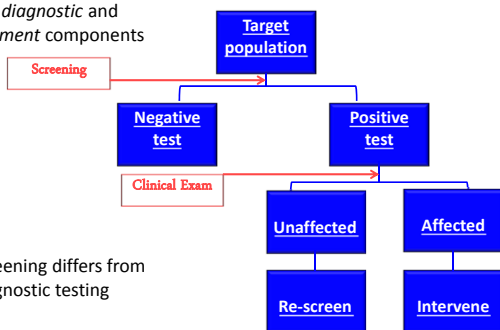 diagnostic and
ment components
Target
population
Screening
Negative
test
Positive
test
Clinical Exam
Unaffected
Affected
eening differs from
gnostic testing
Re-screen
Intervene